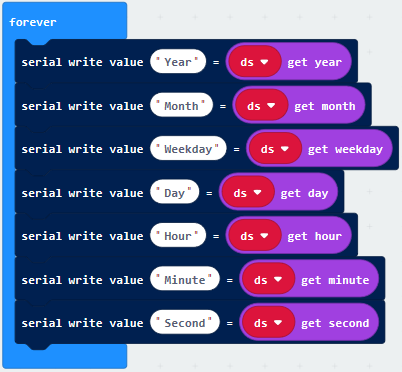 forever
serial write value "Year" = ds get year
serial write value "Month" = ds get month
serial write value "Weekday" = ds get weekday
serial write value "Day" = ds get day
serial write value "Hour" = ds get hour
serial write value "Minute" = ds get minute
serial write value "Second" = ds get second